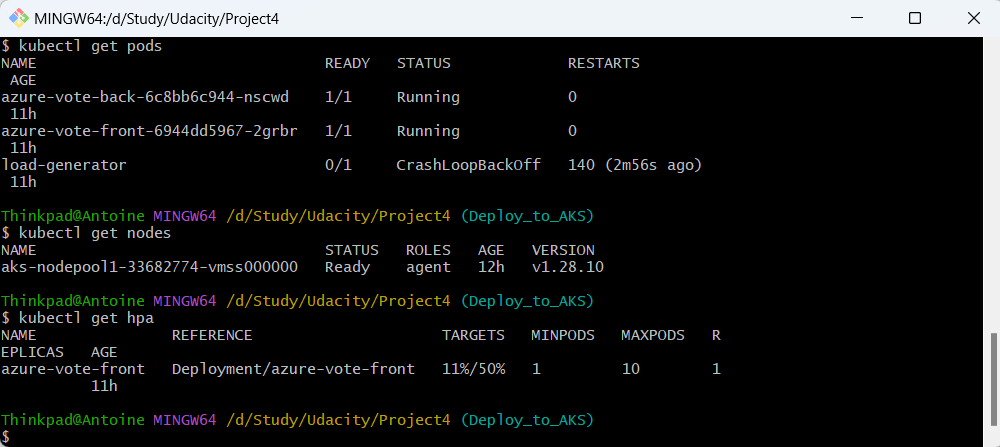 MINGW64:/d/Study/Udacity/Project4
$ kubectl get pods
NAME                                READY   STATUS             RESTARTS
 AGE
azure-vote-back-6c8bb6c944-nscwd    1/1     Running            0
 11h
azure-vote-front-6944dd5967-2grbr   1/1     Running            0
 11h
load-generator                      0/1     CrashLoopBackOff   140 (2m56s ago)
 11h
Thinkpad@Antoine MINGW64 /d/Study/Udacity/Project4 (Deploy_to_AKS)
$ kubectl get nodes
NAME                                STATUS   ROLES   AGE   VERSION
aks-nodepool1-33682774-vmss000000   Ready    agent   12h   v1.28.10
Thinkpad@Antoine MINGW64 /d/Study/Udacity/Project4 (Deploy_to_AKS)
$ kubectl get hpa
NAME               REFERENCE                     TARGETS   MINPODS   MAXPODS   R
EPLICAS   AGE
azure-vote-front   Deployment/azure-vote-front   11%/50%   1         10        1
          11h
Thinkpad@Antoine MINGW64 /d/Study/Udacity/Project4 (Deploy_to_AKS)
$